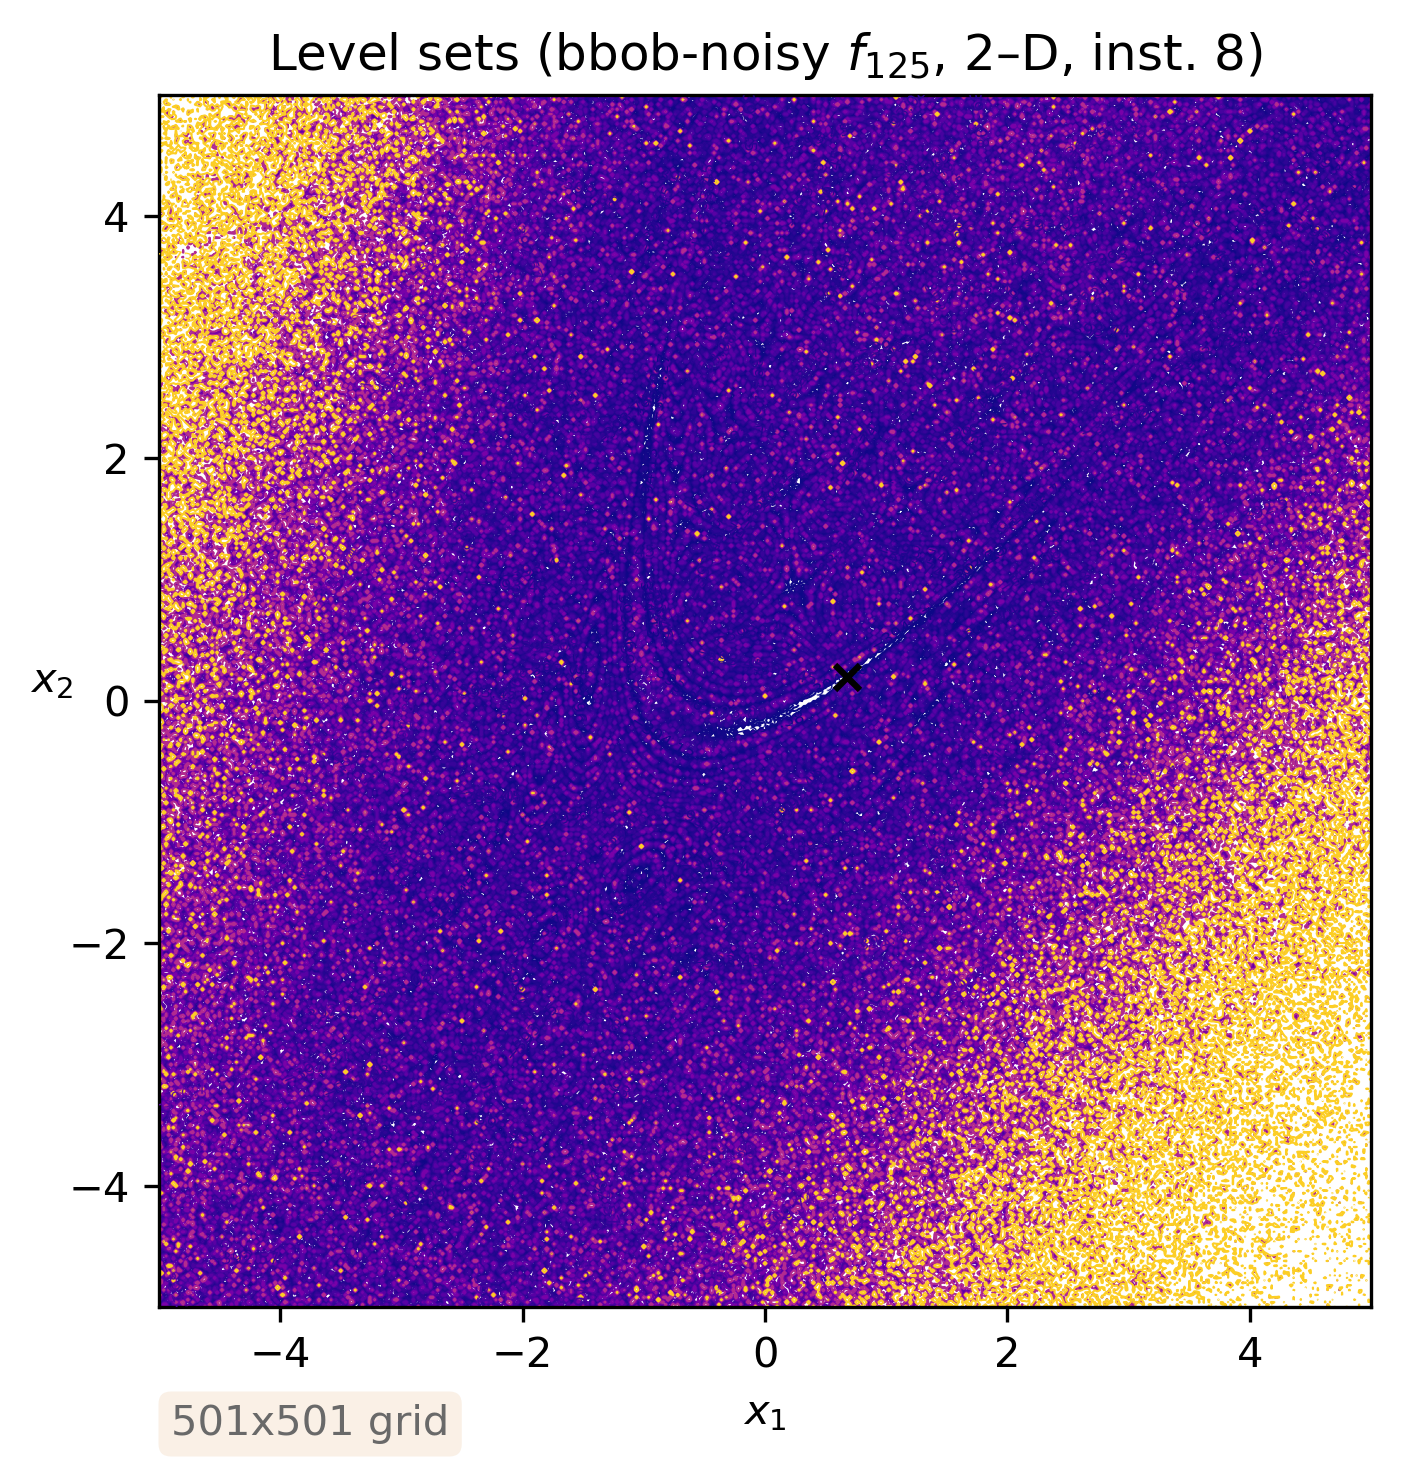 Level sets (bbob-noisy f₁₂₅, 2–D, inst. 8)
4
2
x₂
0
−2
−4
−4 −2 0 2 4
x₁
501x501 grid